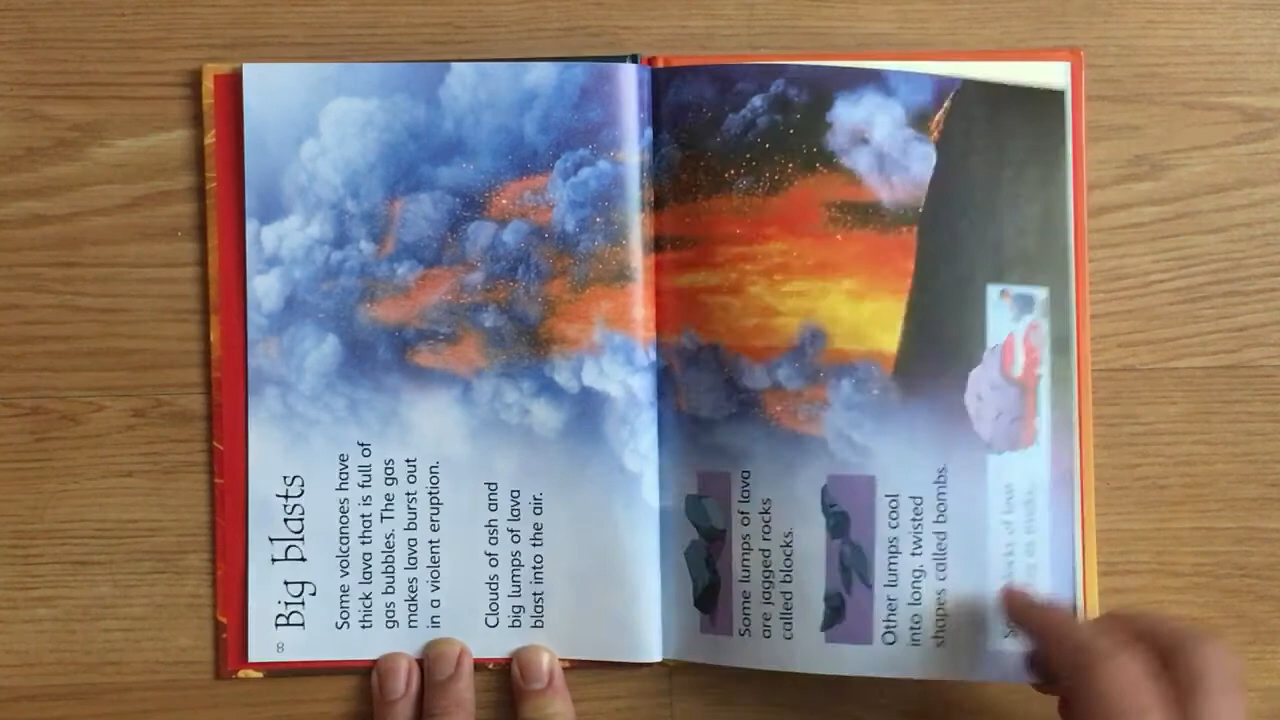 Big blasts
Some volcanoes have
thick lava that is full of
gas bubbles. The gas
makes lava burst out
in a violent eruption.
Clouds of ash and
big lumps of lava
blast into the air.
8
Some lumps of lava
are jagged rocks
called blocks.
Other lumps cool
into long, twisted
shapes called bombs.
of lava